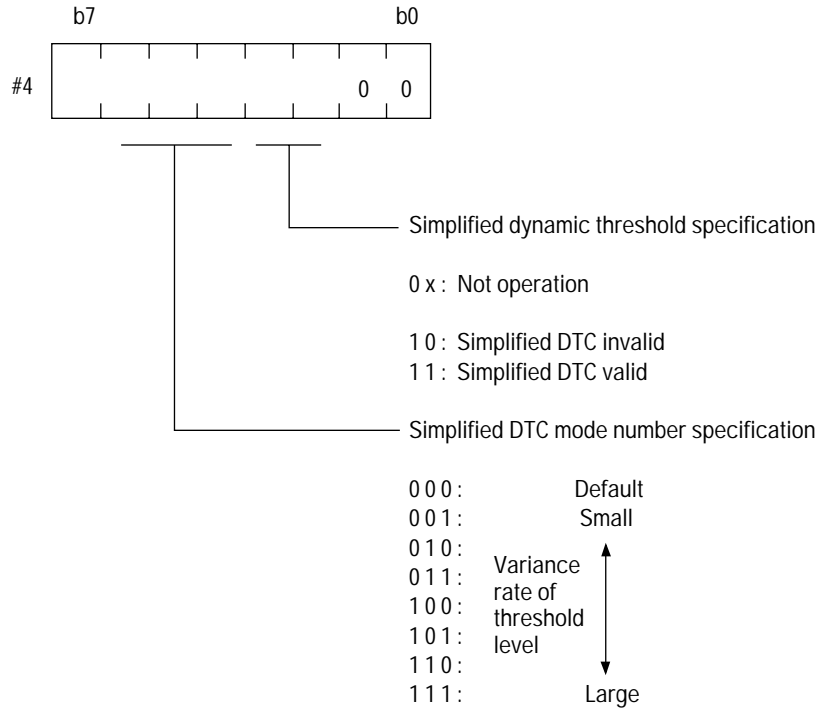 b7 b0
#4 0 0
Simplified dynamic threshold specification
0 x : Not operation
1 0 : Simplified DTC invalid
1 1 : Simplified DTC valid
Simplified DTC mode number specification
0 0 0 : Default
0 0 1 : Small
0 1 0 :
0 1 1 :
1 0 0 :
1 0 1 :
1 1 0 :
Variance
rate of
threshold
level
1 1 1 : Large